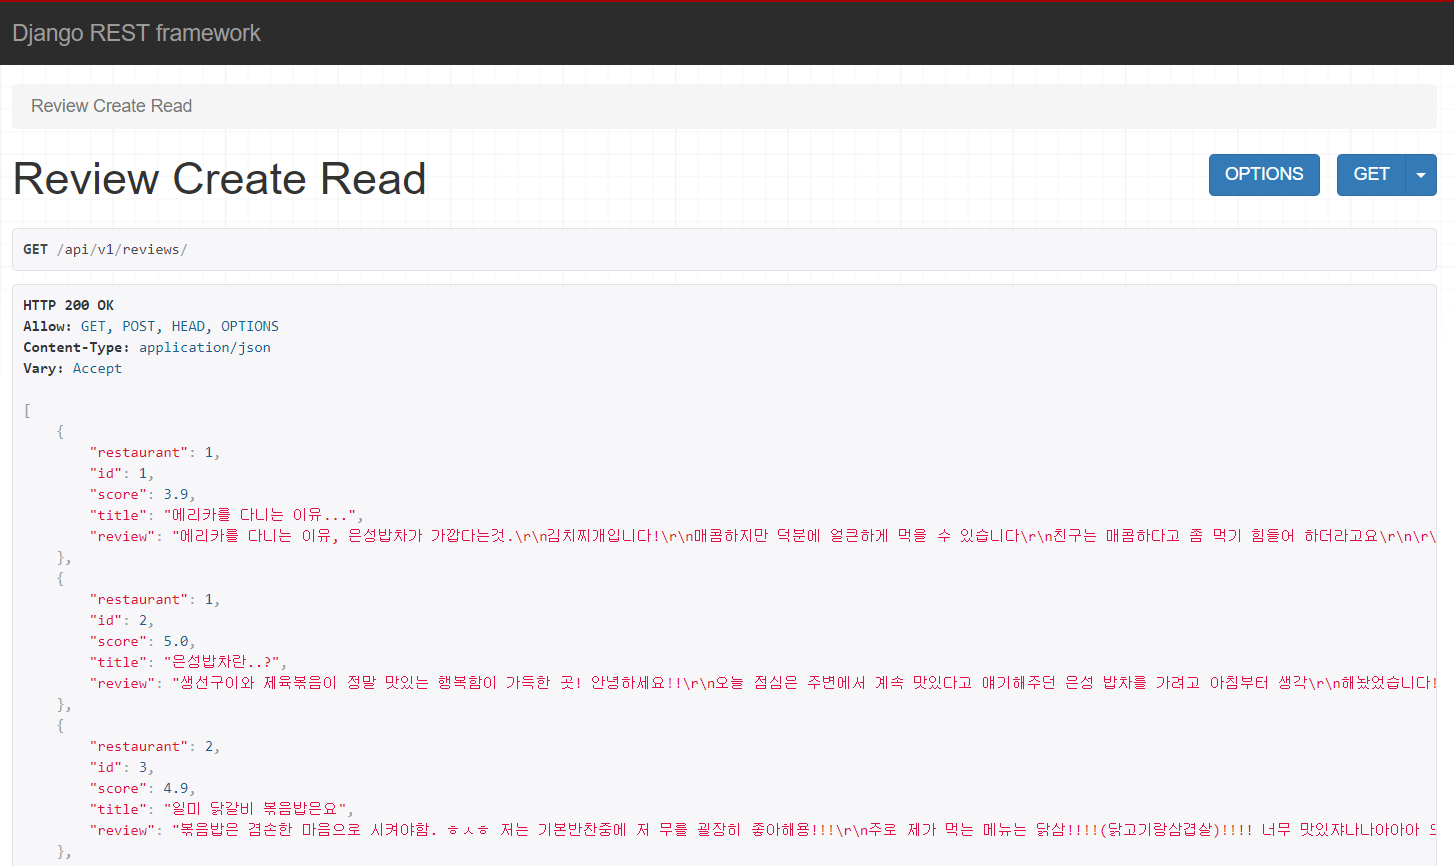 Django REST framework
Review Create Read
Review Create Read
OPTIONS
GET
GET /api/v1/reviews/
HTTP 200 OK
Allow: GET, POST, HEAD, OPTIONS
Content-Type: application/json
Vary: Accept
[
{
"restaurant": 1,
"id": 1,
"score": 3.9,
"title": "에리카를 다니는 이유...",
"review": "에리카를 다니는 이유, 은성밥차가 가깝다는것.\r\n김치찌개입니다!\r\n매콤하지만 덕분에 얼큰하게 먹을 수 있습니다\r\n친구는 매콤하다고 좀 먹기 힘들어 하더라고요\r\n\r\
},
{
"restaurant": 1,
"id": 2,
"score": 5.0,
"title": "은성밥차란..?",
"review": "생선구이와 제육볶음이 정말 맛있는 행복함이 가득한 곳! 안녕하세요!!\r\n오늘 점심은 주변에서 계속 맛있다고 얘기해주던 은성 밥차를 가려고 아침부터 생각\r\n해놨었습니다!
},
{
"restaurant": 2,
"id": 3,
"score": 4.9,
"title": "일미 닭갈비 볶음밥은요",
"review": "볶음밥은 겸손한 마음으로 시켜야함. ㅎㅅㅎ 저는 기본반찬중에 저 무를 굉장히 좋아해용!!!\r\n주로 제가 먹는 메뉴는 닭삼!!!!(닭고기랑삼겹살)!!!! 너무 맛있쟈나나아아아
},